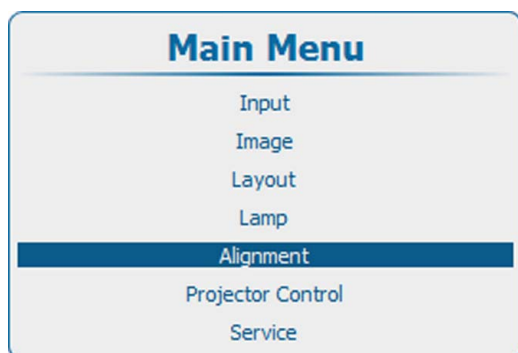 Main Menu
Input
Image
Layout
Lamp
Alignment
Projector Control
Service